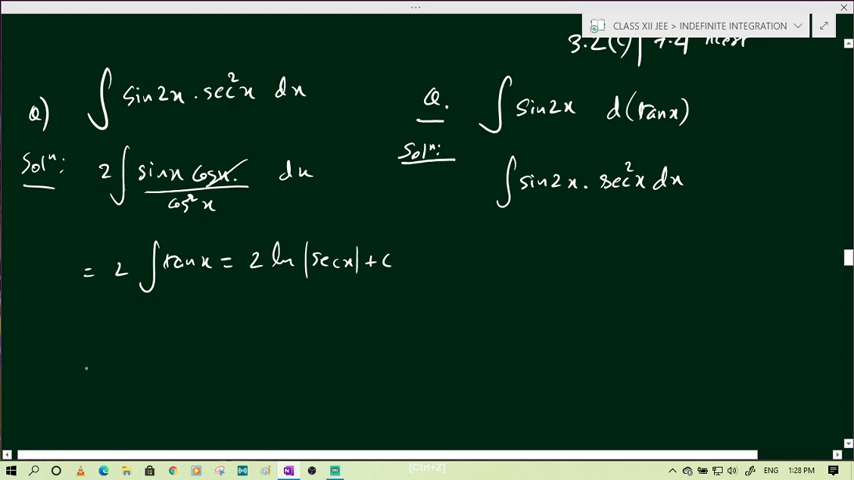 CLASS XII JEE > INDEFINITE INTEGRATION
Q) ∫ sin2x · sec²x dx
Solⁿ:
2 ∫ sinx cosx / cos²x dx
= 2 ∫ tanx = 2 ln |secx| + c
Q. ∫ sin2x d(tanx)
Solⁿ:
∫ sin2x · sec²x dx
[Ctrl+Z]
ENG 1:28 PM